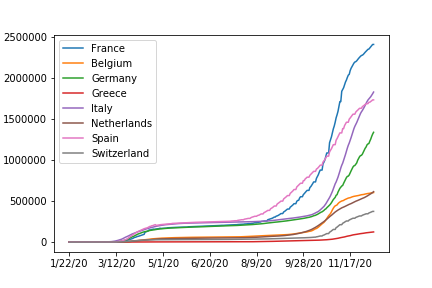 2500000
2000000
1500000
1000000
500000
0
France
Belgium
Germany
Greece
Italy
Netherlands
Spain
Switzerland
1/22/20 3/12/20 5/1/20 6/20/20 8/9/20 9/28/20 11/17/20